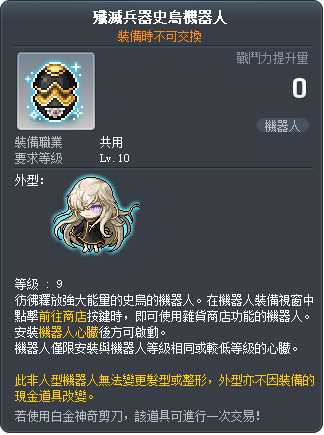 殲滅兵器史烏機器人
裝備時不可交換
戰鬥力提升量
0
機器人
裝備職業 共用
要求等級 Lv. 10
外型:
等級 : 9
彷彿釋放強大能量的史烏的機器人。在機器人裝備視窗中
點擊前往商店按鍵時，即可使用雜貨商店功能的機器人。
安裝機器人心臟後方可啟動。
機器人僅限安裝與機器人等級相同或較低等級的心臟。
此非人型機器人無法變更髮型或整形，外型亦不因裝備的
現金道具改變。
若使用白金神奇剪刀，該道具可進行一次交易!